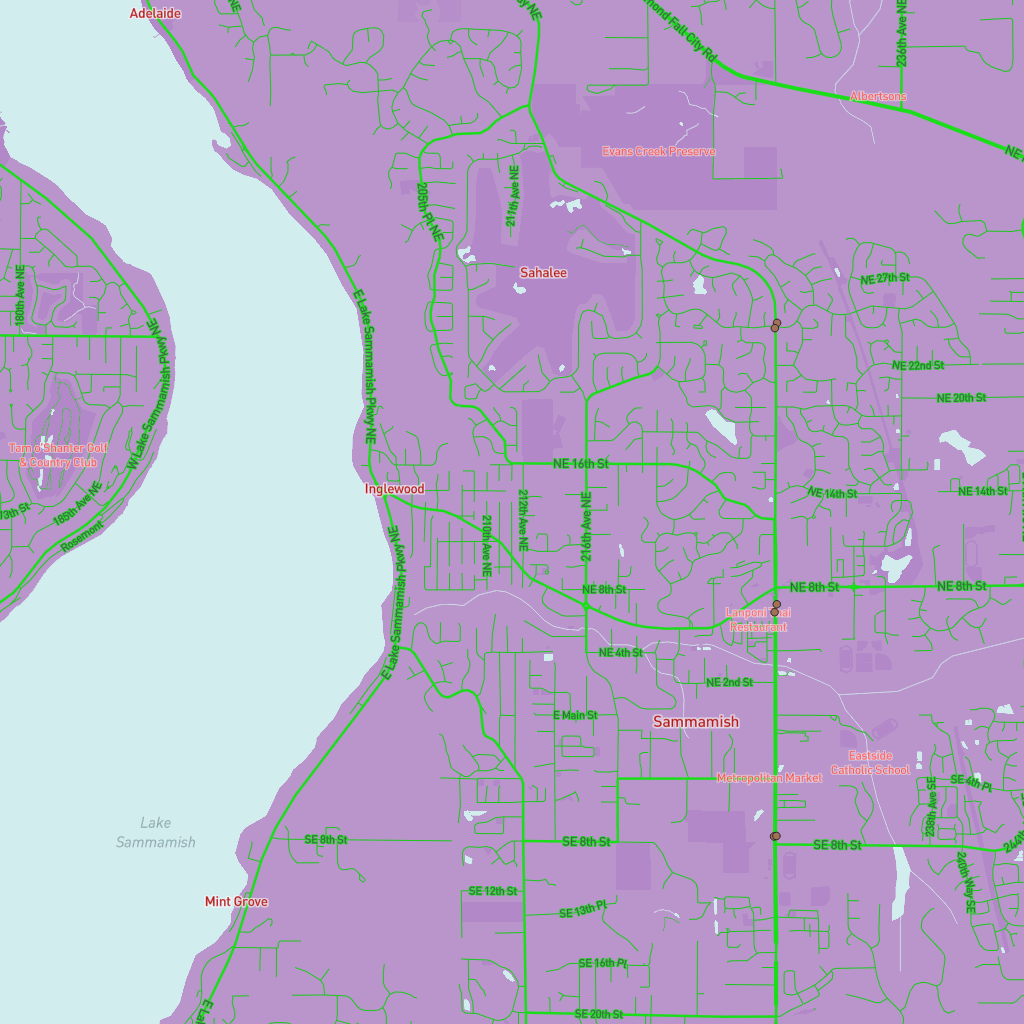 Adelaide
236th Ave NE
Albertsons
Evans Creek Preserve
211th Ave NE
205th Pl NE
Sahalee
180th Ave NE
NE 27th St
E Lake Sammamish Pkwy NE
W Lake Sammamish Pkwy NE
NE 22nd St
NE 20th St
Tam o'Shanter Golf
& Country Club
NE 16th St
Inglewood
185th Ave NE
NE 14th St
NE 14th St
212th Ave NE
210th Ave NE
216th Ave NE
Rosemont
E Lake Sammamish Pkwy NE
NE 8th St
NE 8th St
NE 8th St
Restaurant
NE 4th St
NE 2nd St
E Main St
Sammamish
Eastside
Catholic School
Metropolitan Market
SE 4th Pl
238th Ave SE
Lake
Sammamish
SE 8th St
SE 8th St
SE 8th St
240th Way SE
SE 12th St
Mint Grove
SE 13th Pl
SE 16th Pl
SE 20th St